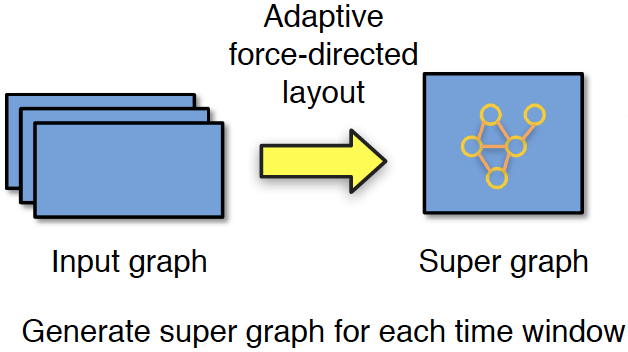 Adaptive
force-directed
layout
Input graph
Super graph
Generate super graph for each time window